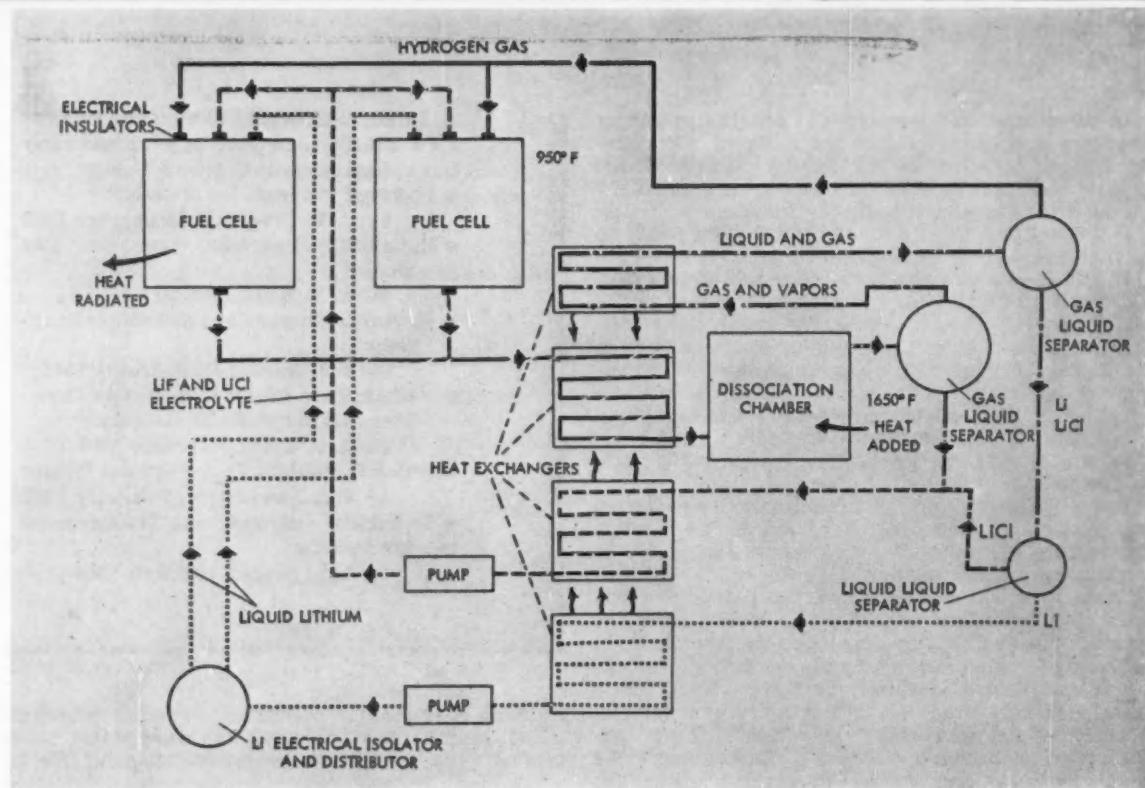 HYDROGEN GAS
ELECTRICAL
INSULATORS
950° F
FUEL CELL
FUEL CELL
HEAT
RADIATED
LIQUID AND GAS
GAS AND VAPORS
GAS
LIQUID
SEPARATOR
DISSOCIATION
CHAMBER
1650° F
HEAT
ADDED
GAS
LIQUID
SEPARATOR
LiF AND LiCl
ELECTROLYTE
HEAT EXCHANGERS
Li
LiCl
LiCl
PUMP
LIQUID LIQUID
SEPARATOR
LIQUID LITHIUM
Li
PUMP
Li ELECTRICAL ISOLATOR
AND DISTRIBUTOR